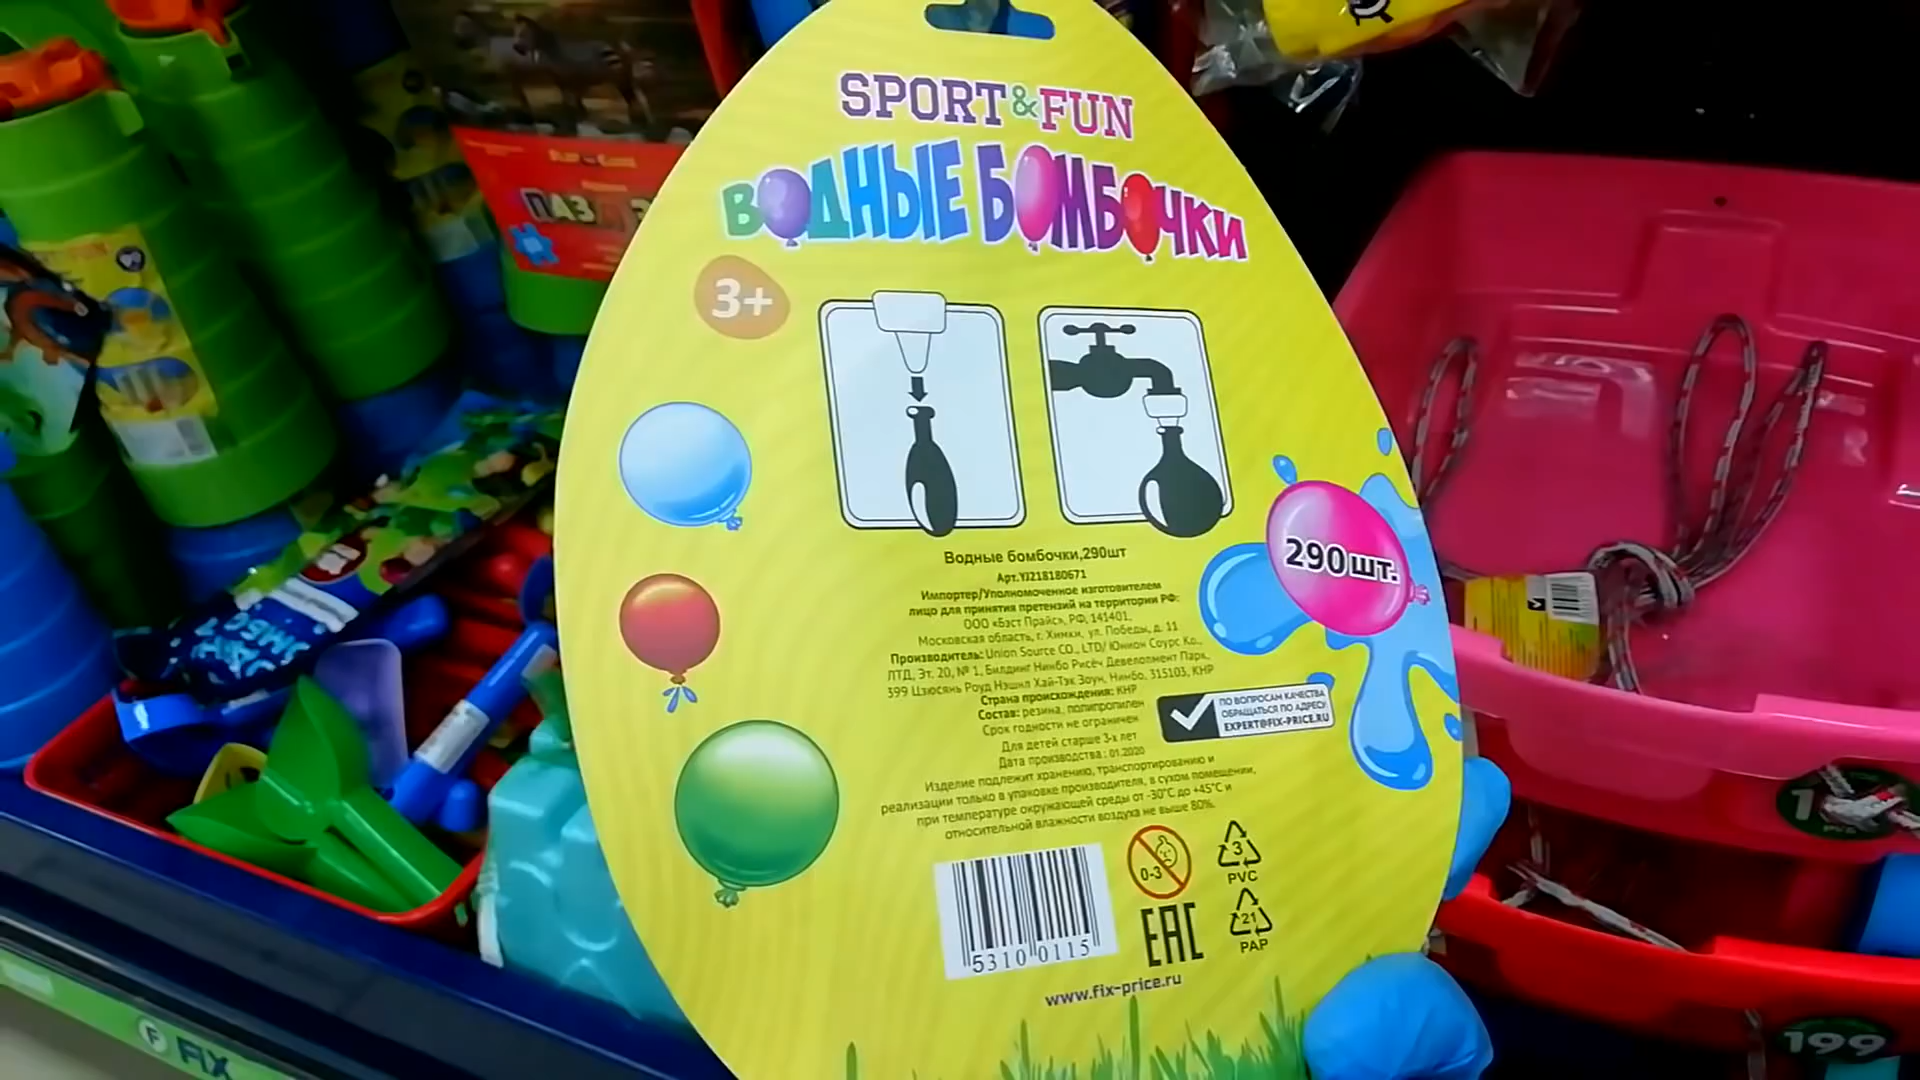 SPORT&FUN
ВОДНЫЕ БОМБОЧКИ
3+
290 шт.
Водные бомбочки,290шт
Арт.YJ218180671
Импортер/Уполномоченное изготовителем
лицо для принятия претензий на территории РФ:
ООО «Бэст Прайс», РФ, 141401,
Московская область, г. Химки, ул. Победы, д. 11
Производитель: Union Source CO., LTD/ Юнион Соурс Ко.,
ЛТД, Эт. 20, № 1, Билдинг Нинбо Рисёч Девелопмент Парк,
399 Цзюсянь Роуд Нэшнл Хай-Тэк Зоун, Нинбо, 315103, КНР
Страна происхождения: КНР
Состав: резина, полипропилен
Срок годности не ограничен
Для детей старше 3-х лет
Дата производства: 01.2020
Изделие подлежит хранению, транспортированию и
реализации только в упаковке производителя, в сухом помещении,
при температуре окружающей среды от -30°С до +45°С и
относительной влажности воздуха не выше 80%.
ПО ВОПРОСАМ КАЧЕСТВА
ОБРАЩАТЬСЯ ПО АДРЕСУ:
EXPERT@FIX-PRICE.RU
0-3
3
PVC
21
PAP
EAC
5310 0115
www.fix-price.ru
ПАЗ
F FIX
199